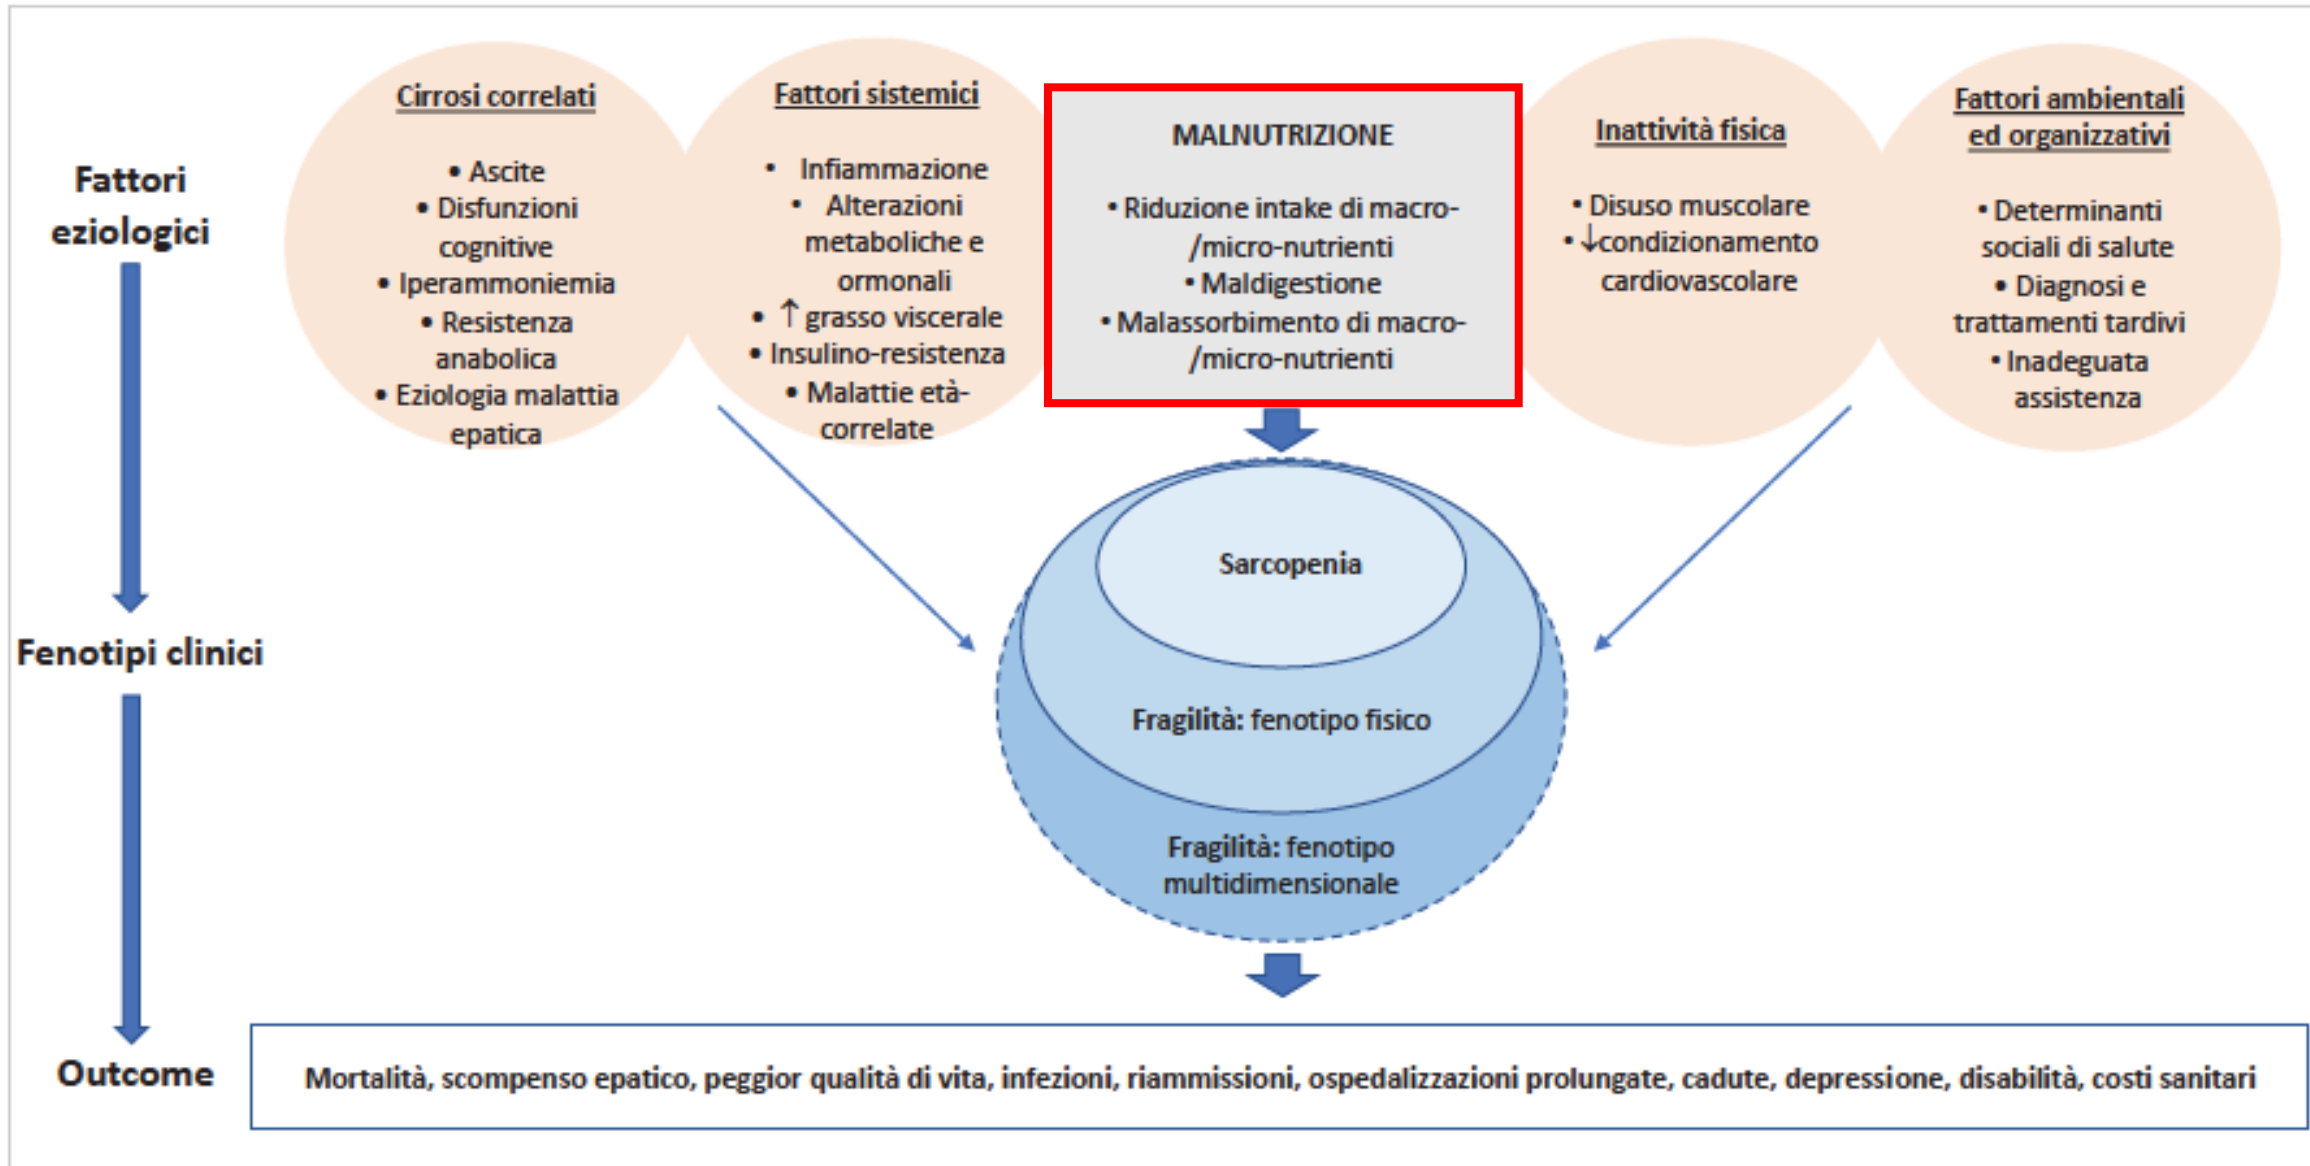 Fattori
eziologici
Cirrosi correlati
• Ascite
• Disfunzioni
cognitive
• Iperammoniemia
• Resistenza
anabolica
• Eziologia malattia
epatica
Fattori sistemici
• Infiammazione
• Alterazioni
metaboliche e
ormonali
• ↑ grasso viscerale
• Insulino-resistenza
• Malattie età-
correlate
MALNUTRIZIONE
• Riduzione intake di macro-
/micro-nutrienti
• Maldigestione
• Malassorbimento di macro-
/micro-nutrienti
Inattività fisica
• Disuso muscolare
• ↓condizionamento
cardiovascolare
Fattori ambientali
ed organizzativi
• Determinanti
sociali di salute
• Diagnosi e
trattamenti tardivi
• Inadeguata
assistenza
Fenotipi clinici
Sarcopenia
Fragilità: fenotipo fisico
Fragilità: fenotipo
multidimensionale
Outcome
Mortalità, scompenso epatico, peggior qualità di vita, infezioni, riammissioni, ospedalizzazioni prolungate, cadute, depressione, disabilità, costi sanitari